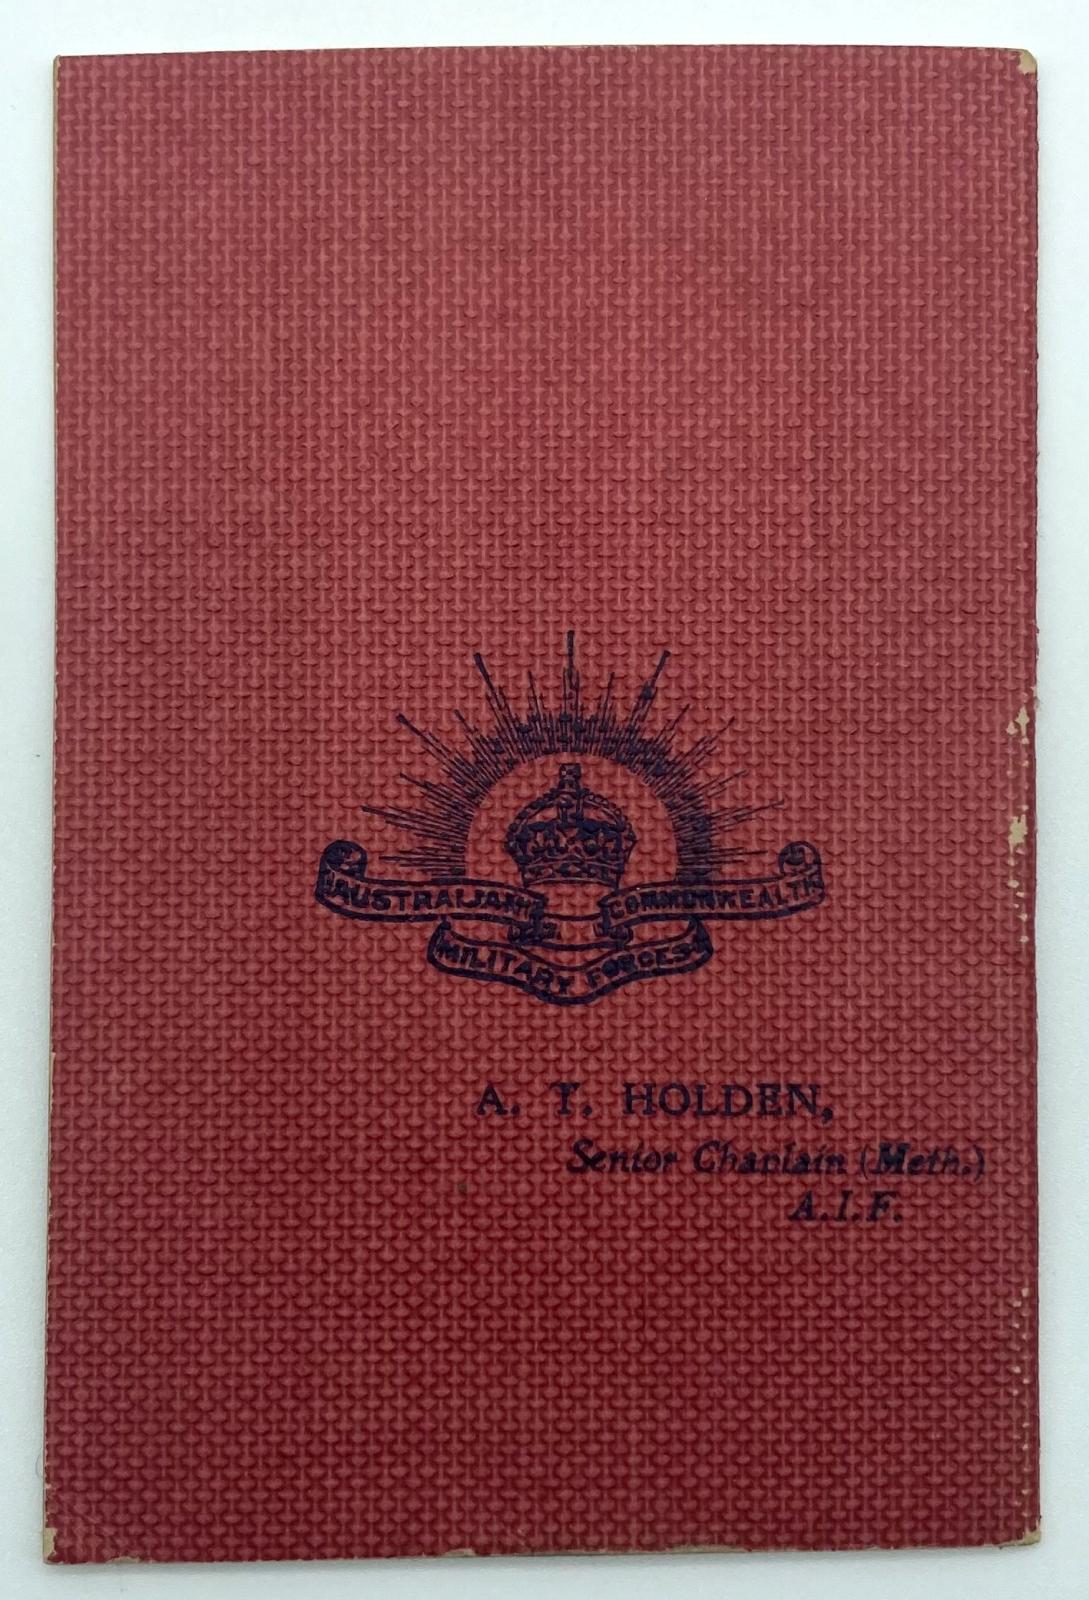 AUSTRALIAN COMMONWEALTH
MILITARY FORCES
A. T. HOLDEN,
Senior Chaplain (Meth.)
A.I.F.